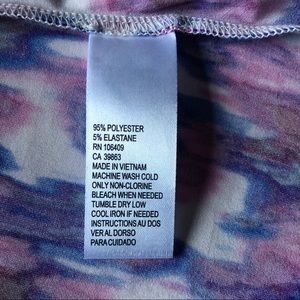 95% POLYESTER
5% ELASTANE
RN 106409
CA 39863
MADE IN VIETNAM
MACHINE WASH COLD
ONLY NON-CLORINE
BLEACH WHEN NEEDED
TUMBLE DRY LOW
COOL IRON IF NEEDED
INSTRUCTIONS AU DOS
VER AL DORSO
PARA CUIDADO